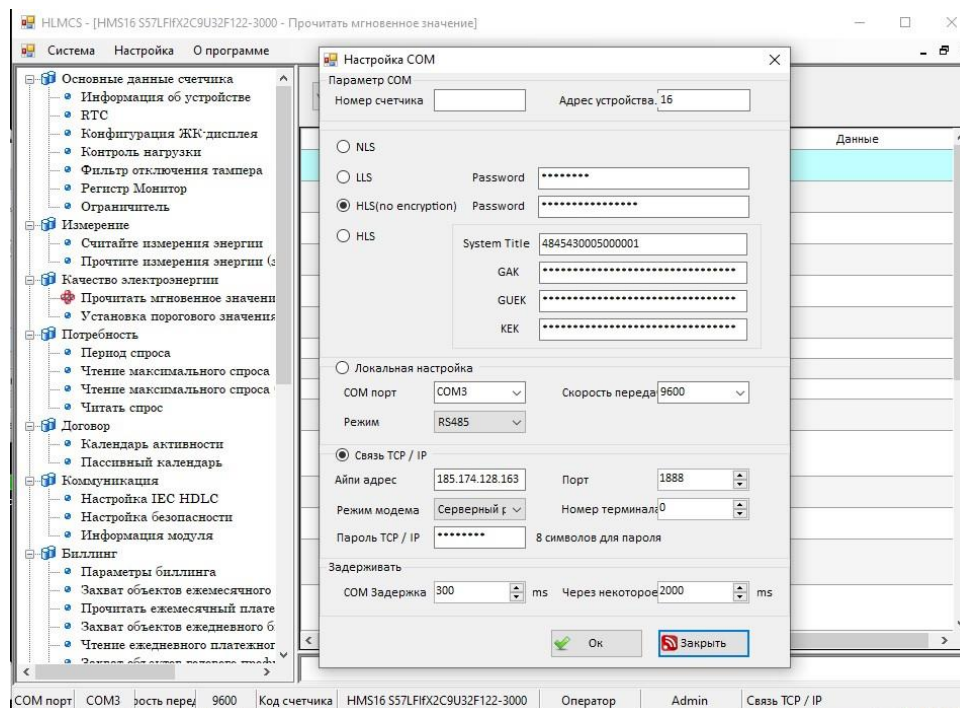 HLMCS - [HMS16 S57LFIfX2C9U32F122-3000 - Прочитать мгновенное значение]
Система Настройка О программе
Основные данные счетчика
Информация об устройстве
RTC
Конфигурация ЖК-дисплея
Контроль нагрузки
Фильтр отключения тампера
Регистр Монитор
Ограничитель
Измерение
Считайте измерения энергии
Прочтите измерения энергии (з
Качество электроэнергии
Прочитать мгновенное значени
Установка порогового значения
Потребность
Период спроса
Чтение максимального спроса
Чтение максимального спроса
Читать спрос
Договор
Календарь активности
Пассивный календарь
Коммуникация
Настройка IEC HDLC
Настройка безопасности
Информация модуля
Биллинг
Параметры биллинга
Захват объектов ежемесячного
Прочитать ежемесячный плате
Захват объектов ежедневного б
Чтение ежедневного платежног
Данные
Настройка COM
Параметр COM
Номер счетчика Адрес устройства. 16
NLS
LLS Password ••••••••
HLS(no encryption) Password ••••••••••••••••
HLS
System Title 4845430005000001
GAK ••••••••••••••••••••••••••••••••
GUEK ••••••••••••••••••••••••••••••••
KEK ••••••••••••••••••••••••••••••••
Локальная настройка
COM порт COM3 Скорость переда 9600
Режим RS485
Связь TCP / IP
Айпи адрес 185.174.128.163 Порт 1888
Режим модема Серверный р Номер терминала 0
Пароль TCP / IP •••••••• 8 символов для пароля
Задерживать
COM Задержка 300 ms Через некоторое 2000 ms
Ок Закрыть
COM порт COM3 рость перед 9600 Код счетчика HMS16 S57LFIfX2C9U32F122-3000 Оператор Admin Связь TCP / IP